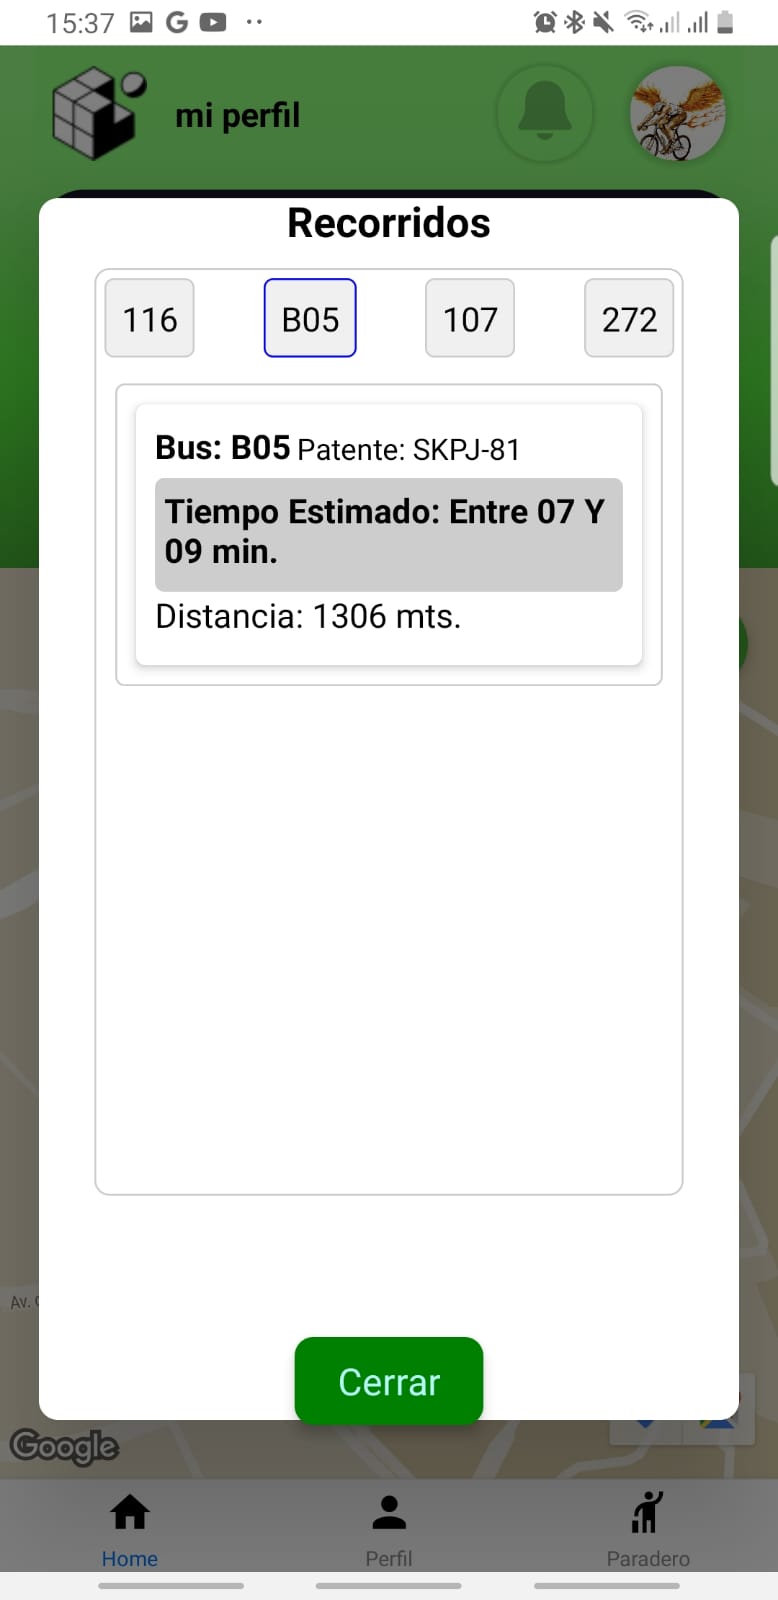 15:37
mi perfil
Recorridos
116 B05 107 272
Bus: B05 Patente: SKPJ-81
Tiempo Estimado: Entre 07 Y
09 min.
Distancia: 1306 mts.
Av.
Cerrar
Google
Home Perfil Paradero